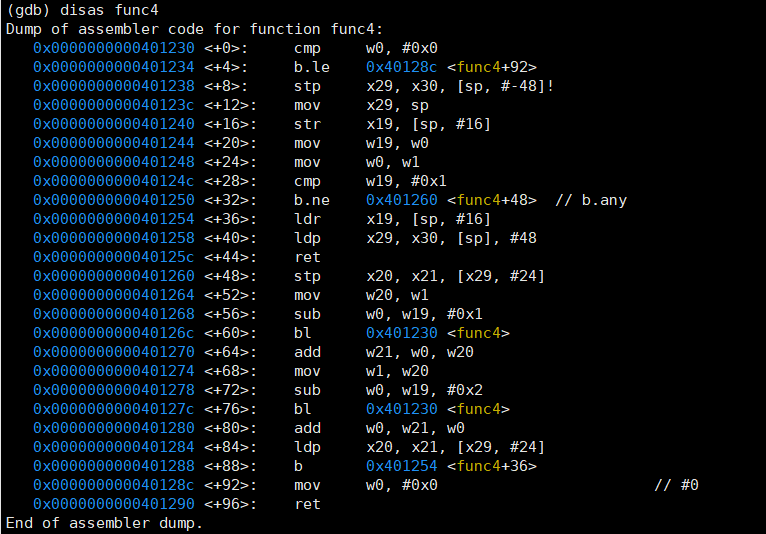 (gdb) disas func4
Dump of assembler code for function func4:
   0x0000000000401230 <+0>:     cmp     w0, #0x0
   0x0000000000401234 <+4>:     b.le    0x40128c <func4+92>
   0x0000000000401238 <+8>:     stp     x29, x30, [sp, #-48]!
   0x000000000040123c <+12>:    mov     x29, sp
   0x0000000000401240 <+16>:    str     x19, [sp, #16]
   0x0000000000401244 <+20>:    mov     w19, w0
   0x0000000000401248 <+24>:    mov     w0, w1
   0x000000000040124c <+28>:    cmp     w19, #0x1
   0x0000000000401250 <+32>:    b.ne    0x401260 <func4+48>  // b.any
   0x0000000000401254 <+36>:    ldr     x19, [sp, #16]
   0x0000000000401258 <+40>:    ldp     x29, x30, [sp], #48
   0x000000000040125c <+44>:    ret
   0x0000000000401260 <+48>:    stp     x20, x21, [x29, #24]
   0x0000000000401264 <+52>:    mov     w20, w1
   0x0000000000401268 <+56>:    sub     w0, w19, #0x1
   0x000000000040126c <+60>:    bl      0x401230 <func4>
   0x0000000000401270 <+64>:    add     w21, w0, w20
   0x0000000000401274 <+68>:    mov     w1, w20
   0x0000000000401278 <+72>:    sub     w0, w19, #0x2
   0x000000000040127c <+76>:    bl      0x401230 <func4>
   0x0000000000401280 <+80>:    add     w0, w21, w0
   0x0000000000401284 <+84>:    ldp     x20, x21, [x29, #24]
   0x0000000000401288 <+88>:    b       0x401254 <func4+36>
   0x000000000040128c <+92>:    mov     w0, #0x0                        // #0
   0x0000000000401290 <+96>:    ret
End of assembler dump.